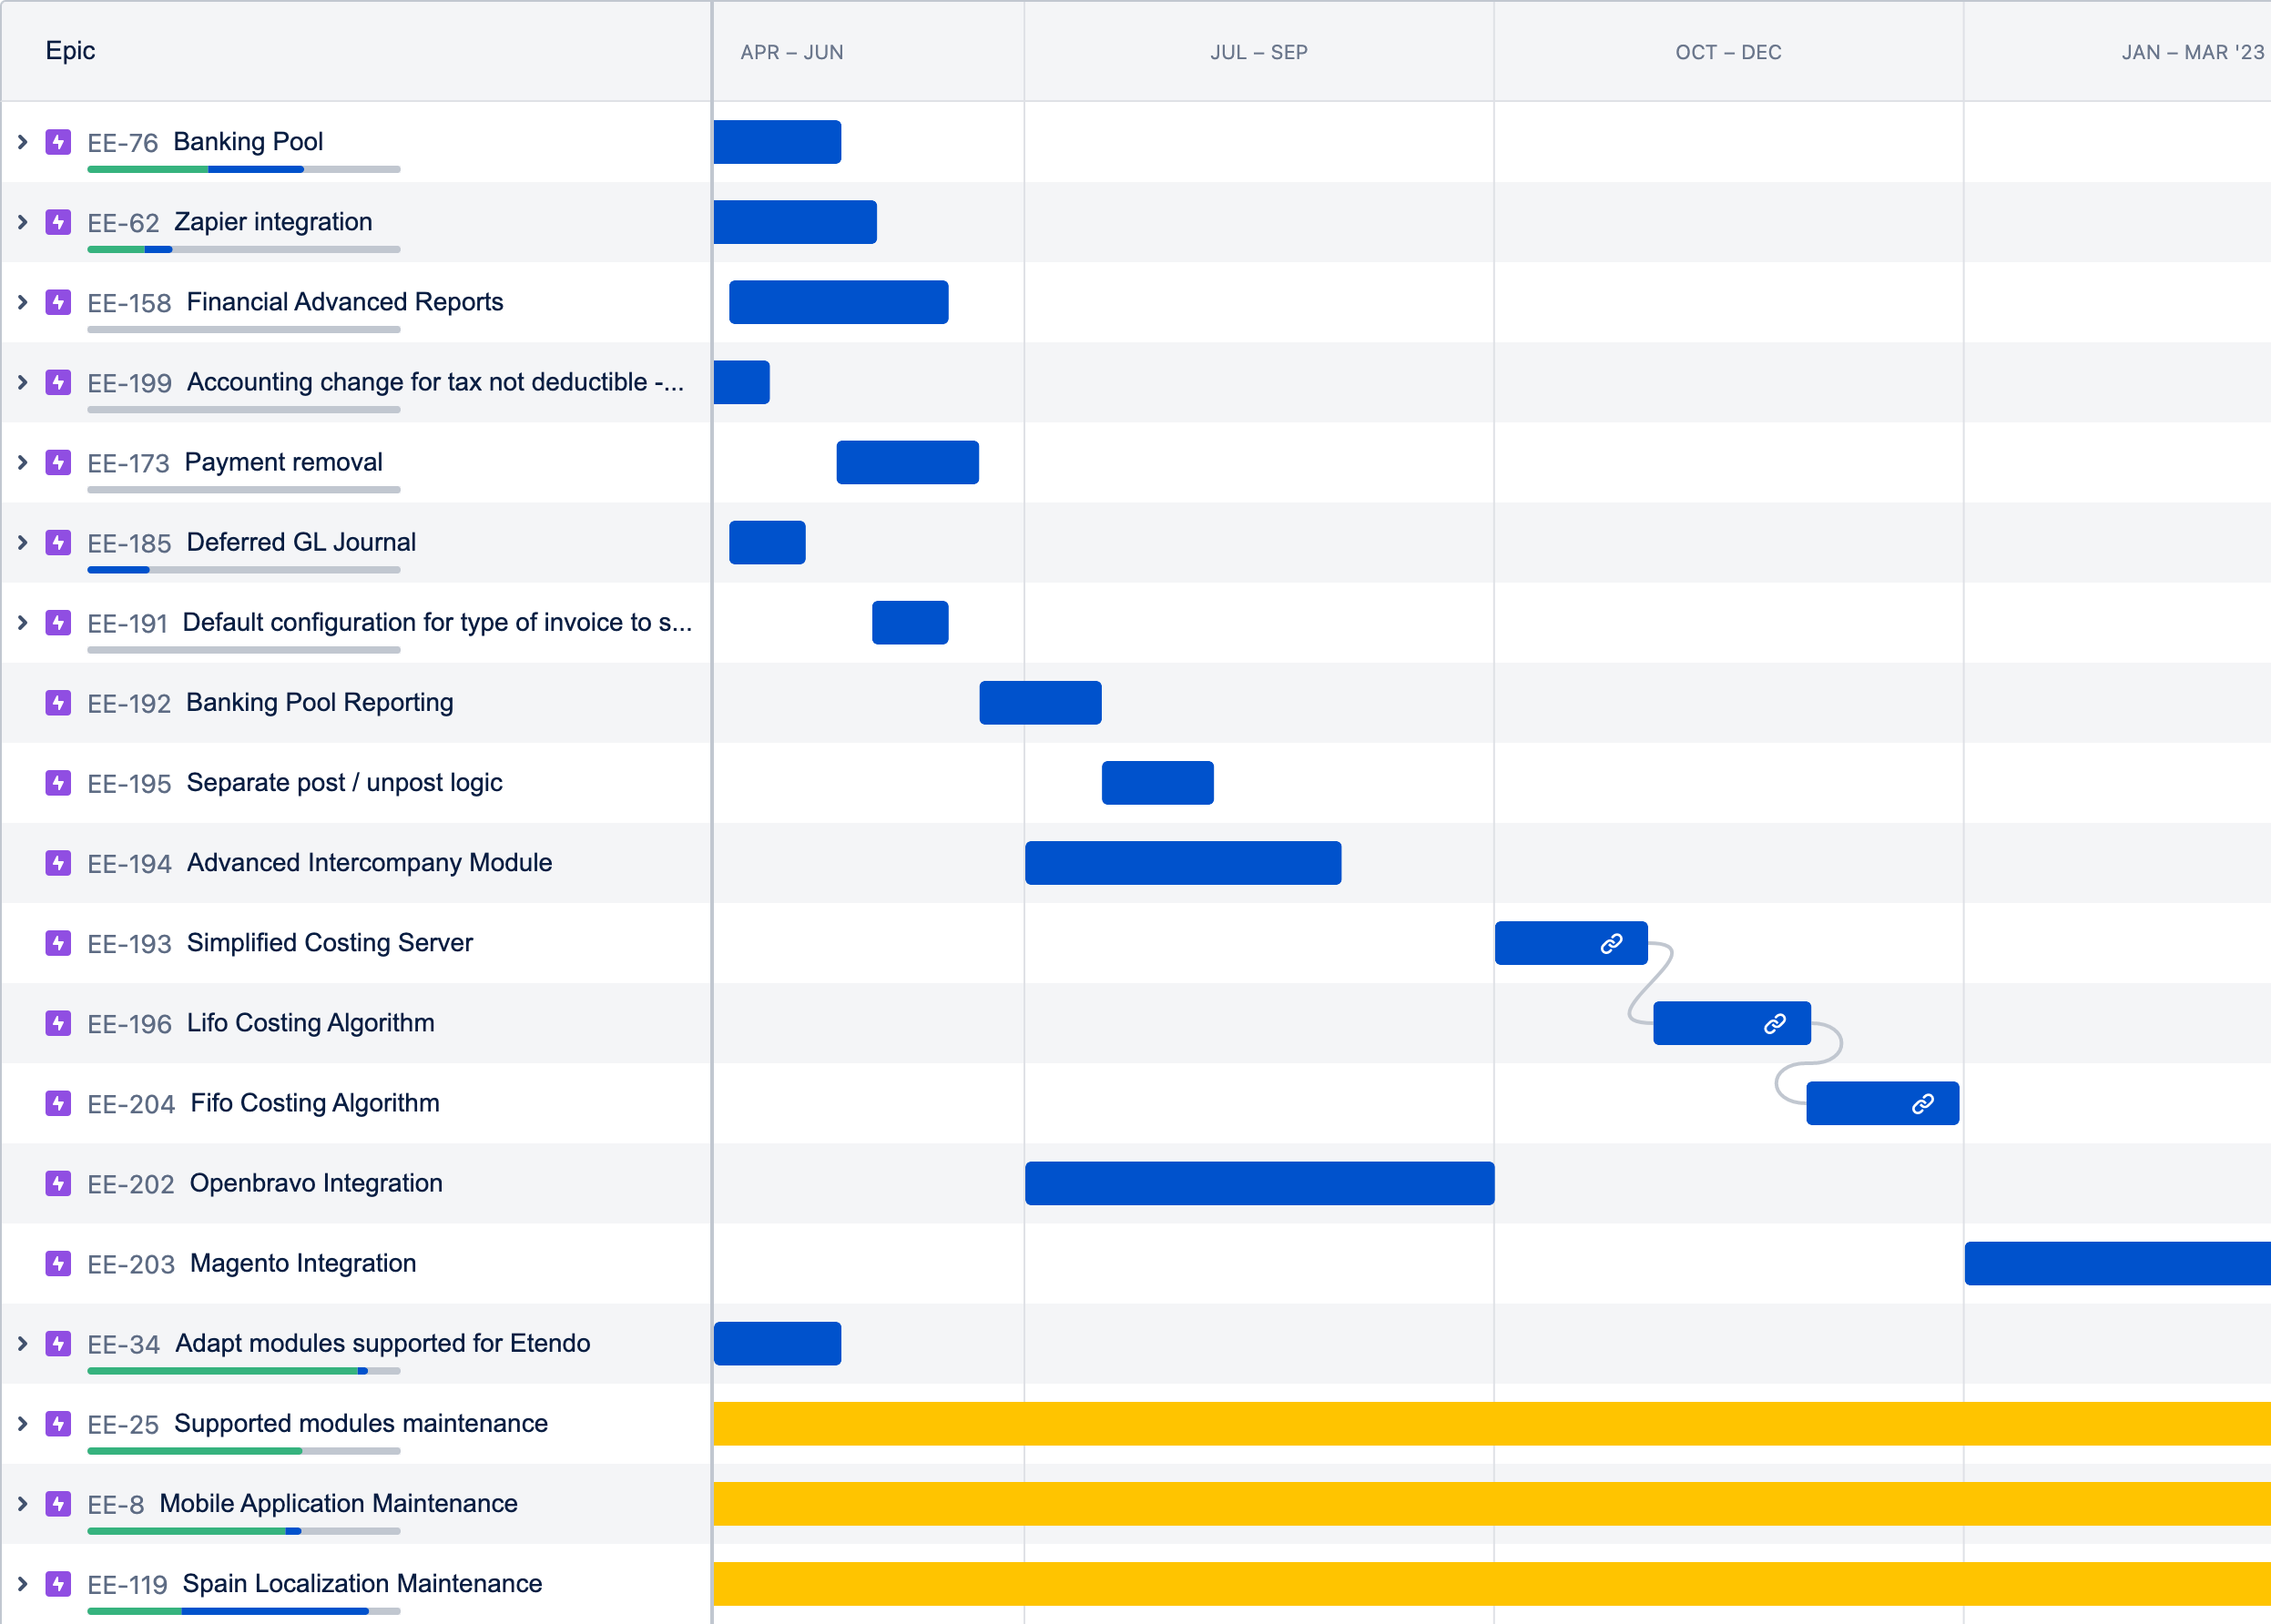 Epic
APR – JUN
JUL – SEP
OCT – DEC
JAN – MAR '23
EE-76 Banking Pool
EE-62 Zapier integration
EE-158 Financial Advanced Reports
EE-199 Accounting change for tax not deductible -...
EE-173 Payment removal
EE-185 Deferred GL Journal
EE-191 Default configuration for type of invoice to s...
EE-192 Banking Pool Reporting
EE-195 Separate post / unpost logic
EE-194 Advanced Intercompany Module
EE-193 Simplified Costing Server
EE-196 Lifo Costing Algorithm
EE-204 Fifo Costing Algorithm
EE-202 Openbravo Integration
EE-203 Magento Integration
EE-34 Adapt modules supported for Etendo
EE-25 Supported modules maintenance
EE-8 Mobile Application Maintenance
EE-119 Spain Localization Maintenance